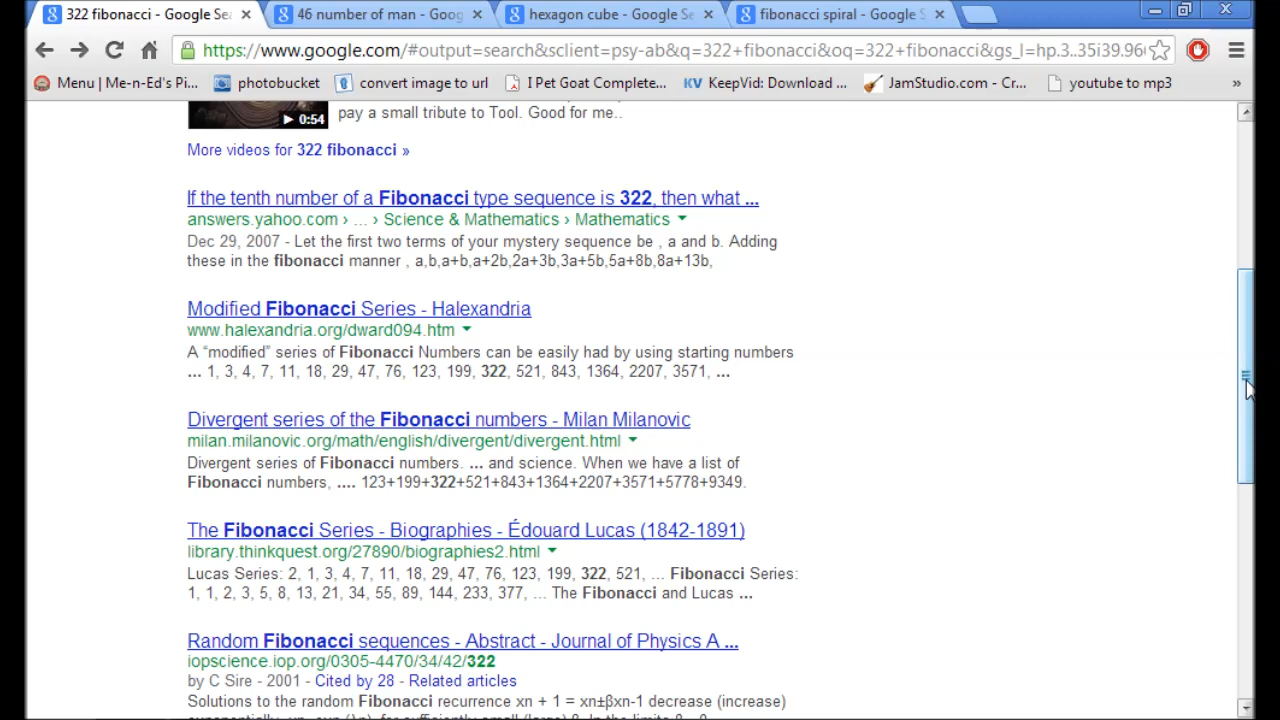 322 fibonacci - Google Sea
46 number of man - Goog
hexagon cube - Google Se
fibonacci spiral - Google S
https://www.google.com/#output=search&sclient=psy-ab&q=322+fibonacci&oq=322+fibonacci&gs_l=hp.3..35i39.96
Menu | Me-n-Ed's Pi...
photobucket
convert image to url
I Pet Goat Complete...
KV KeepVid: Download ...
JamStudio.com - Cr...
youtube to mp3
»
0:54
pay a small tribute to Tool. Good for me..
More videos for 322 fibonacci »
If the tenth number of a Fibonacci type sequence is 322, then what ...
answers.yahoo.com › ... › Science & Mathematics › Mathematics
Dec 29, 2007 - Let the first two terms of your mystery sequence be , a and b. Adding
these in the fibonacci manner , a,b,a+b,a+2b,2a+3b,3a+5b,5a+8b,8a+13b,
Modified Fibonacci Series - Halexandria
www.halexandria.org/dward094.htm
A “modified” series of Fibonacci Numbers can be easily had by using starting numbers
... 1, 3, 4, 7, 11, 18, 29, 47, 76, 123, 199, 322, 521, 843, 1364, 2207, 3571, ...
Divergent series of the Fibonacci numbers - Milan Milanovic
milan.milanovic.org/math/english/divergent/divergent.html
Divergent series of Fibonacci numbers. ... and science. When we have a list of
Fibonacci numbers, .... 123+199+322+521+843+1364+2207+3571+5778+9349.
The Fibonacci Series - Biographies - Édouard Lucas (1842-1891)
library.thinkquest.org/27890/biographies2.html
Lucas Series: 2, 1, 3, 4, 7, 11, 18, 29, 47, 76, 123, 199, 322, 521, ... Fibonacci Series:
1, 1, 2, 3, 5, 8, 13, 21, 34, 55, 89, 144, 233, 377, ... The Fibonacci and Lucas ...
Random Fibonacci sequences - Abstract - Journal of Physics A ...
iopscience.iop.org/0305-4470/34/42/322
by C Sire - 2001 - Cited by 28 - Related articles
Solutions to the random Fibonacci recurrence xn + 1 = xn±βxn-1 decrease (increase)